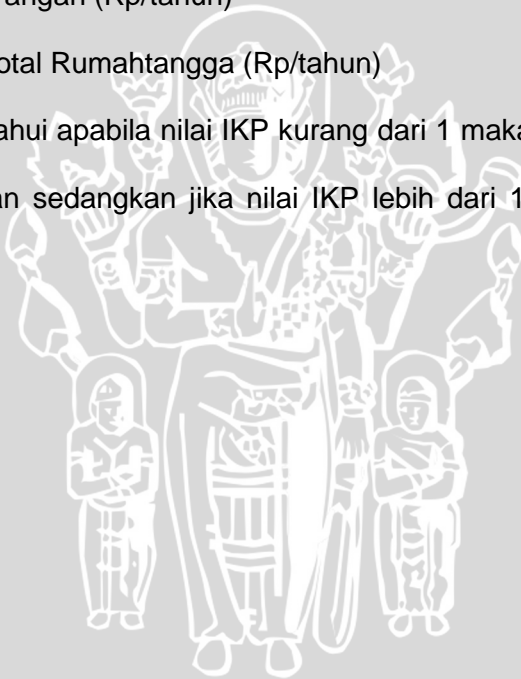 angan (Rp/tahun)
otal Rumahtangga (Rp/tahun)
ahui apabila nilai IKP kurang dari 1 maka
an sedangkan jika nilai IKP lebih dari 1